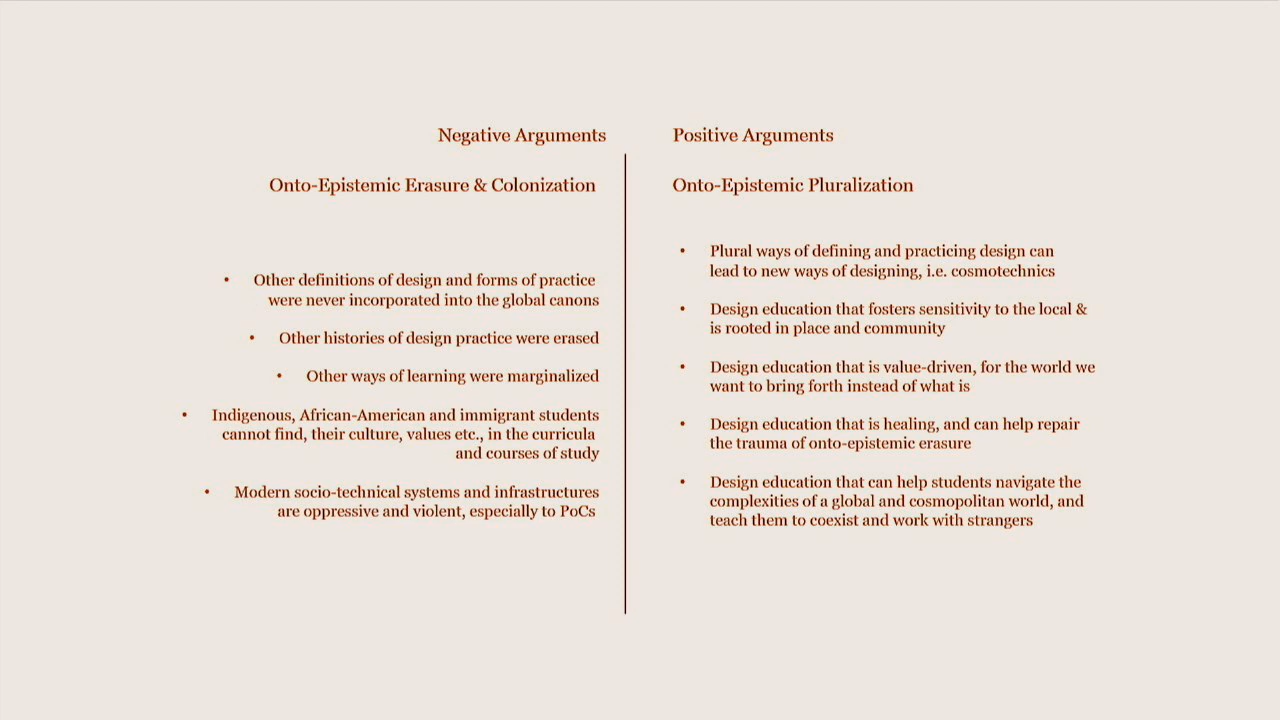 Negative Arguments
Onto-Epistemic Erasure & Colonization
• Other definitions of design and forms of practice
were never incorporated into the global canons
• Other histories of design practice were erased
• Other ways of learning were marginalized
• Indigenous, African-American and immigrant students
cannot find, their culture, values etc., in the curricula
and courses of study
• Modern socio-technical systems and infrastructures
are oppressive and violent, especially to PoCs
Positive Arguments
Onto-Epistemic Pluralization
• Plural ways of defining and practicing design can
lead to new ways of designing, i.e. cosmotechnics
• Design education that fosters sensitivity to the local &
is rooted in place and community
• Design education that is value-driven, for the world we
want to bring forth instead of what is
• Design education that is healing, and can help repair
the trauma of onto-epistemic erasure
• Design education that can help students navigate the
complexities of a global and cosmopolitan world, and
teach them to coexist and work with strangers